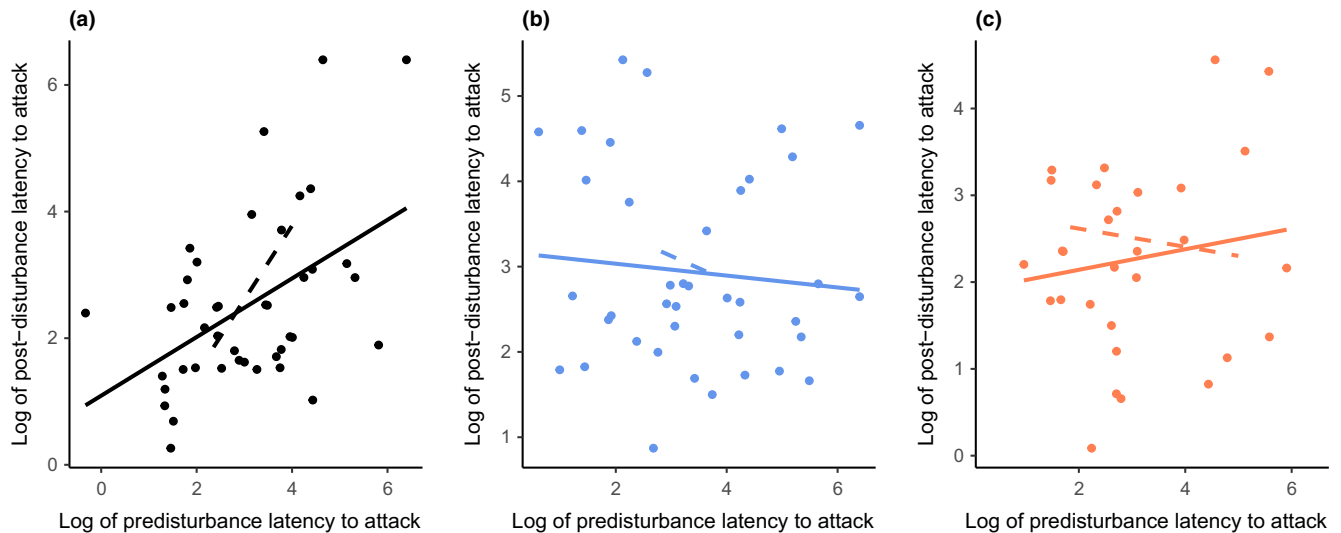 (a)
Log of post−disturbance latency to attack
6
4
2
0
0 2 4 6
Log of predisturbance latency to attack
(b)
Log of post−disturbance latency to attack
5
4
3
2
1
2 4 6
Log of predisturbance latency to attack
(c)
Log of post−disturbance latency to attack
4
3
2
1
0
2 4 6
Log of predisturbance latency to attack